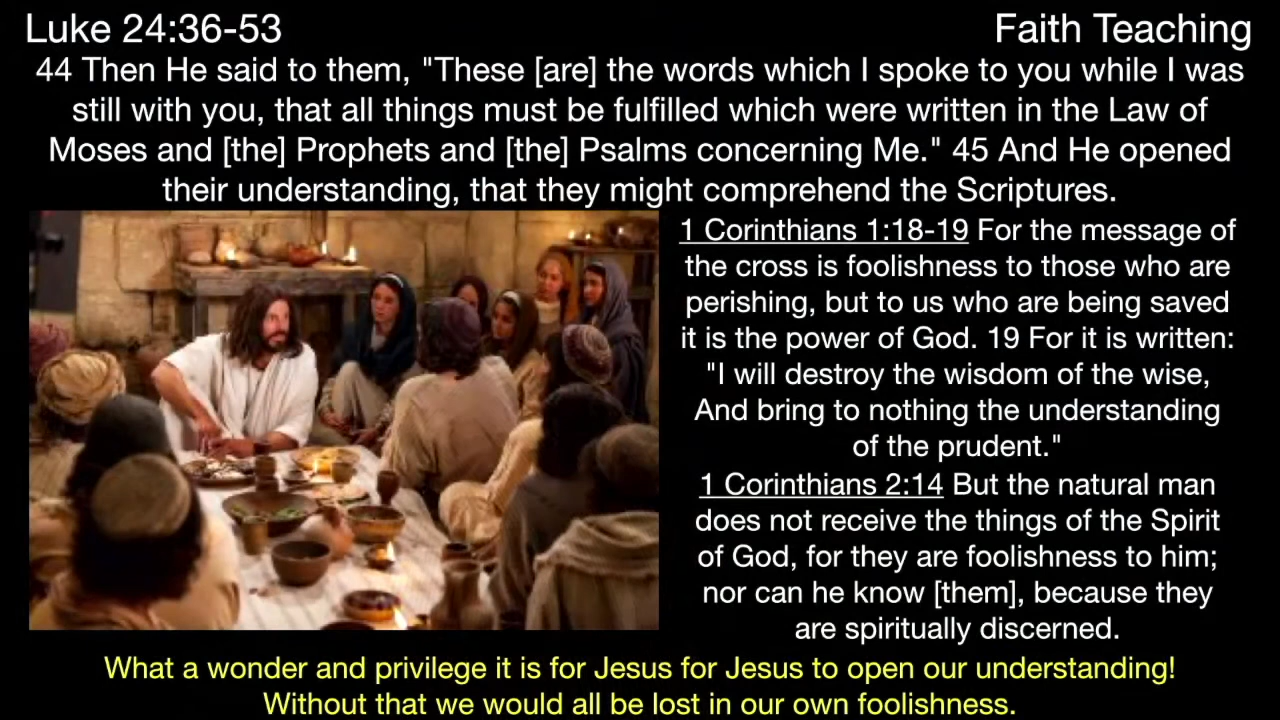 Luke 24:36-53
Faith Teaching
44 Then He said to them, "These [are] the words which I spoke to you while I was
still with you, that all things must be fulfilled which were written in the Law of
Moses and [the] Prophets and [the] Psalms concerning Me." 45 And He opened
their understanding, that they might comprehend the Scriptures.
1 Corinthians 1:18-19 For the message of
the cross is foolishness to those who are
perishing, but to us who are being saved
it is the power of God. 19 For it is written:
"I will destroy the wisdom of the wise,
And bring to nothing the understanding
of the prudent."
1 Corinthians 2:14 But the natural man
does not receive the things of the Spirit
of God, for they are foolishness to him;
nor can he know [them], because they
are spiritually discerned.
What a wonder and privilege it is for Jesus for Jesus to open our understanding!
Without that we would all be lost in our own foolishness.